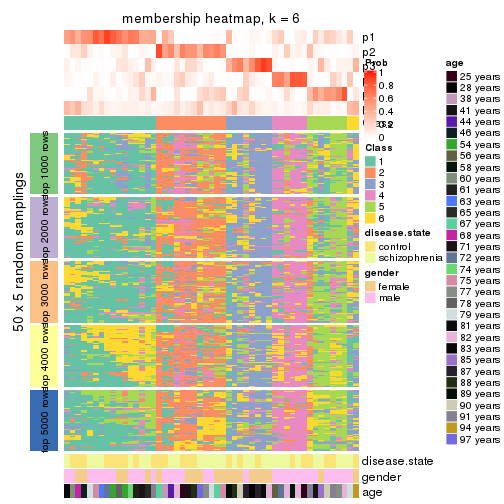 membership heatmap, k = 6
p1
p2
Prob
1
0.8
0.6
0.4
0.2
0
Class
1
2
3
4
5
6
disease.state
control
schizophrenia
gender
female
male
age
25 years
28 years
38 years
41 years
44 years
46 years
54 years
56 years
58 years
60 years
61 years
63 years
65 years
67 years
68 years
71 years
72 years
74 years
75 years
77 years
78 years
79 years
81 years
82 years
83 years
85 years
87 years
88 years
89 years
90 years
91 years
94 years
97 years
50 x 5 random samplings
top 1000 rows
top 2000 rows
top 3000 rows
top 4000 rows
top 5000 rows
disease.state
gender
age